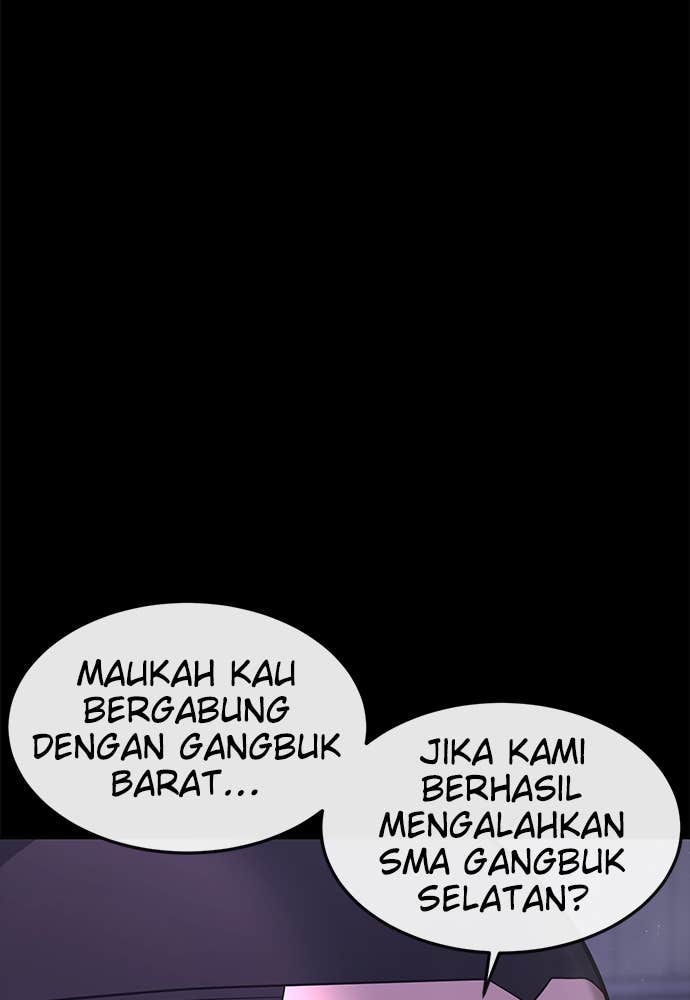 MAUKAH KAU
BERGABUNG
DENGAN GANGBUK
BARAT...
JIKA KAMI
BERHASIL
MENGALAHKAN
SMA GANGBUK
SELATAN?